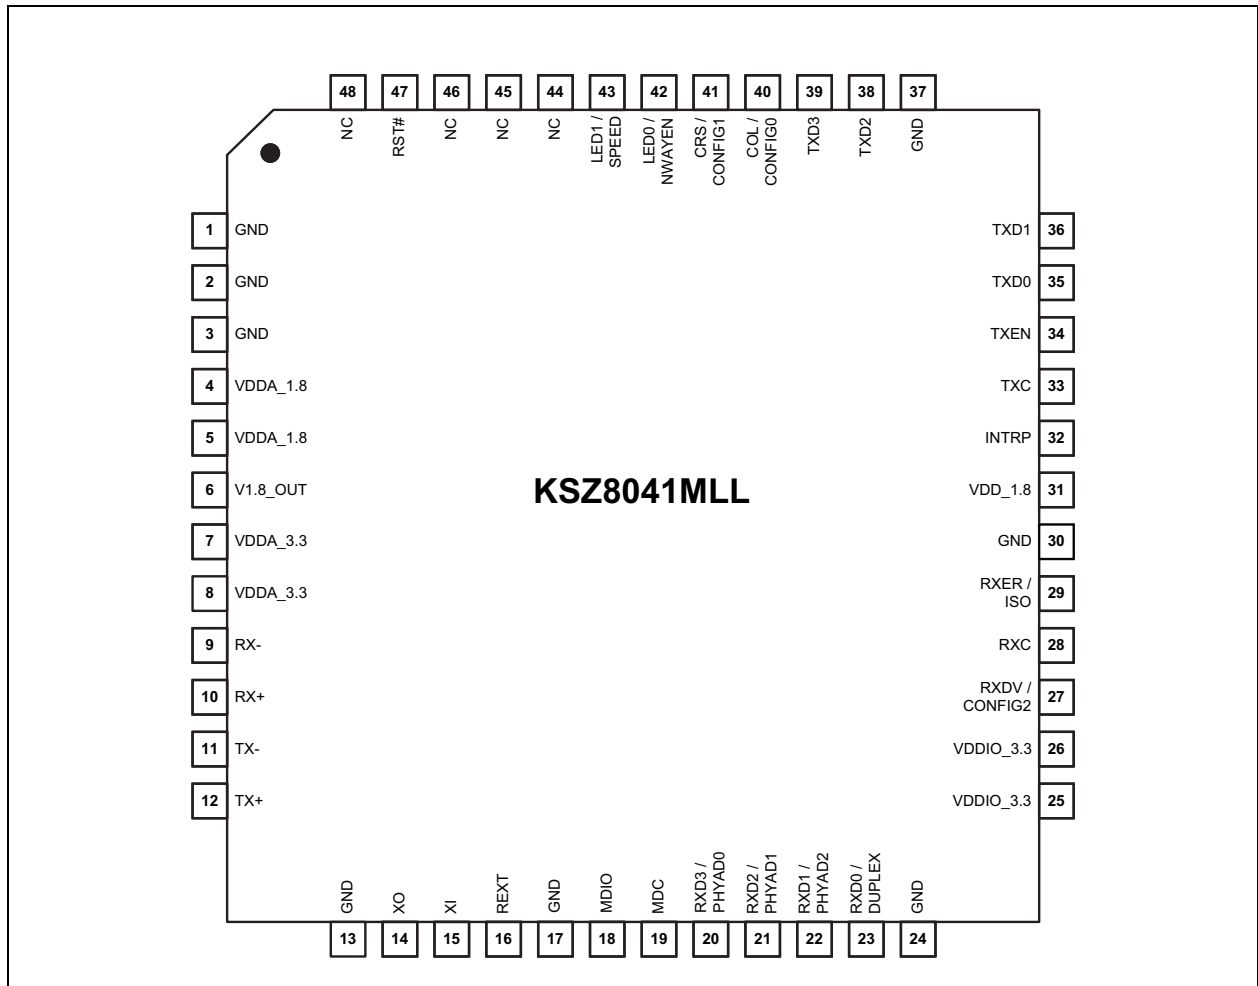 48 47 46 45 44 43 42 41 40 39 38 37
NC
RST#
NC
NC
NC
LED1 /
SPEED
LED0 /
NWAYEN
CRS /
CONFIG1
COL /
CONFIG0
TXD3
TXD2
GND
1 GND
2 GND
3 GND
4 VDDA_1.8
5 VDDA_1.8
6 V1.8_OUT
7 VDDA_3.3
8 VDDA_3.3
9 RX-
10 RX+
11 TX-
12 TX+
KSZ8041MLL
TXD1 36
TXD0 35
TXEN 34
TXC 33
INTRP 32
VDD_1.8 31
GND 30
RXER /
ISO 29
RXC 28
RXDV /
CONFIG2 27
VDDIO_3.3 26
VDDIO_3.3 25
GND
XO
XI
REXT
GND
MDIO
MDC
RXD3 /
PHYAD0
RXD2 /
PHYAD1
RXD1 /
PHYAD2
RXD0 /
DUPLEX
GND
13 14 15 16 17 18 19 20 21 22 23 24